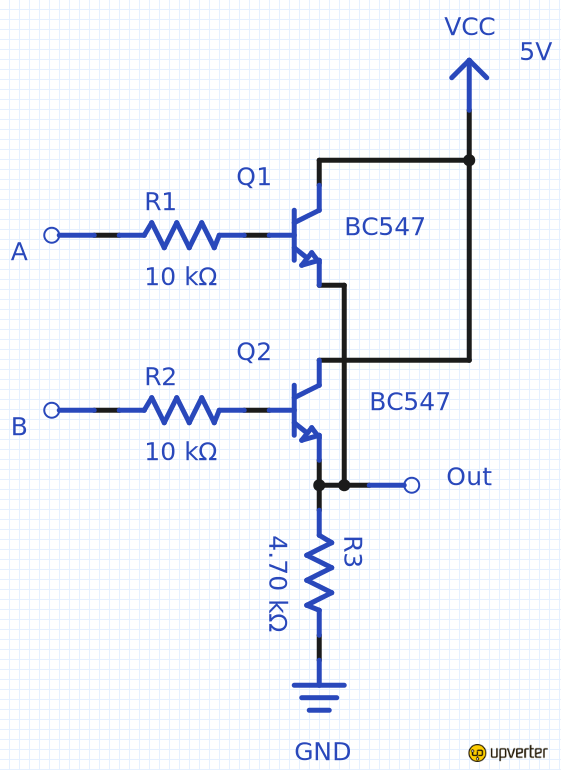 VCC
5V
Q1
R1
BC547
A
10 kΩ
Q2
R2
BC547
B
10 kΩ
Out
R3
4.70 kΩ
GND
upverter